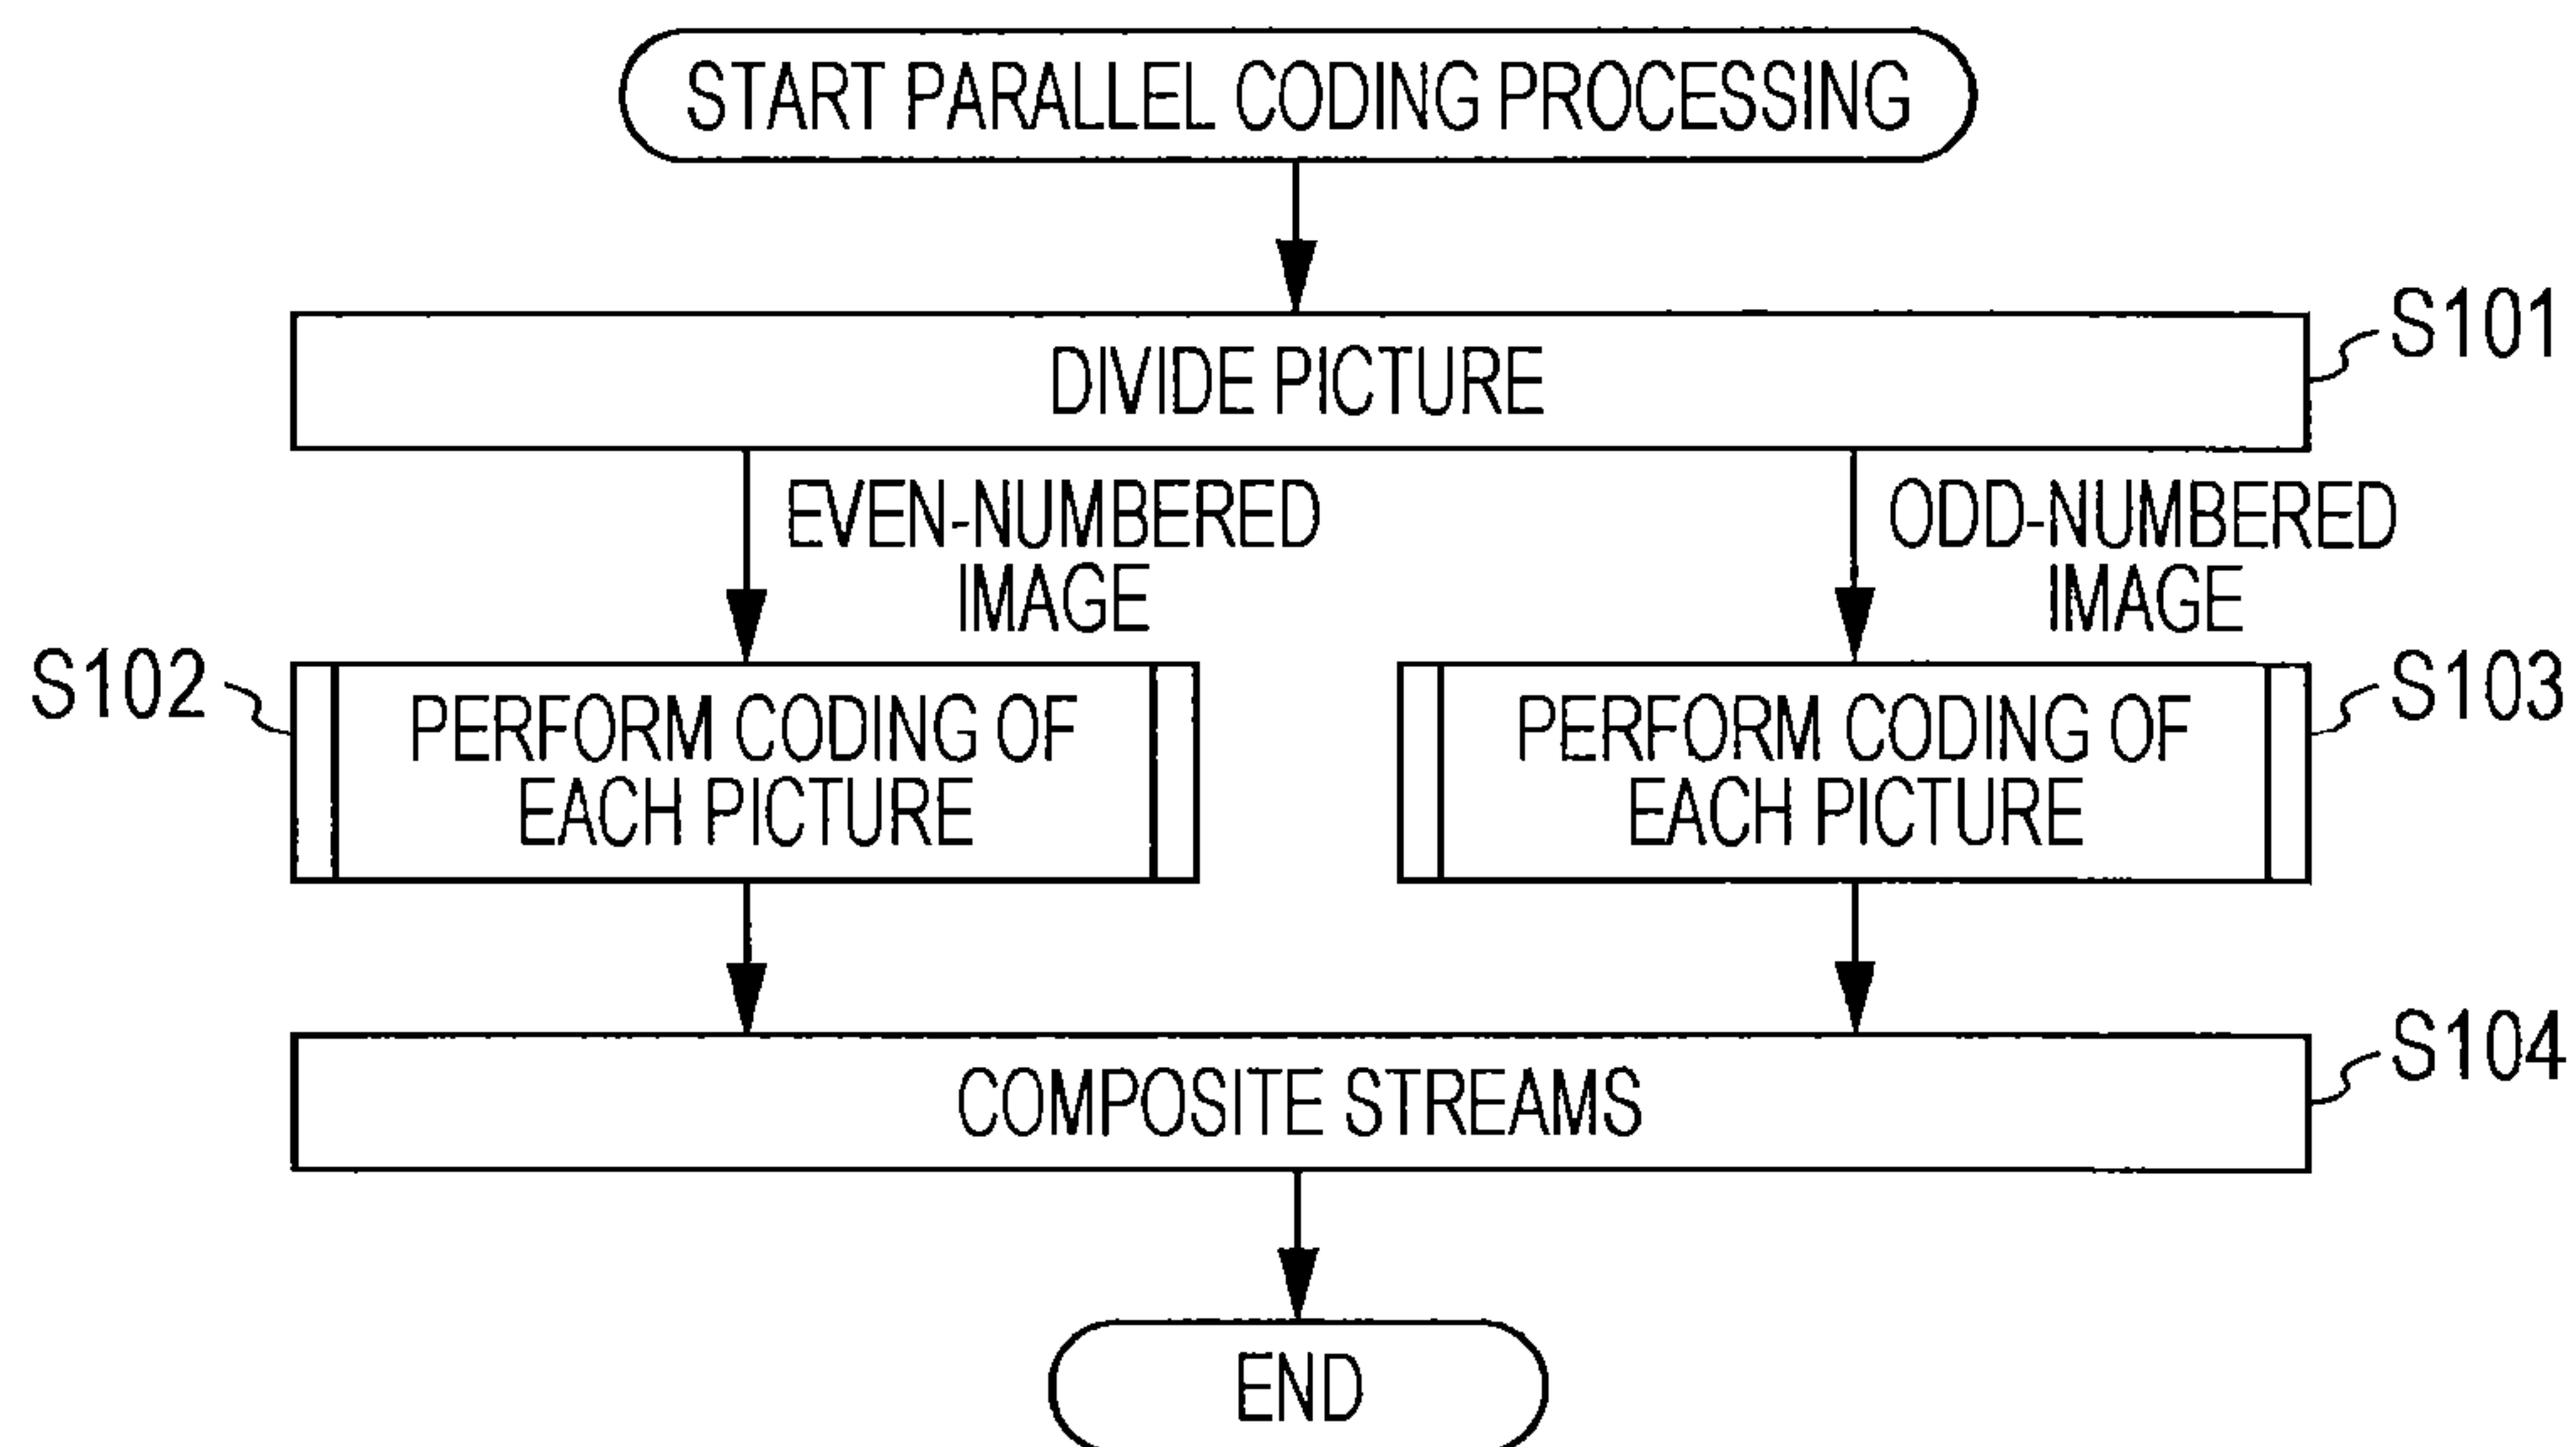 START PARALLEL CODING PROCESSING
S101
DIVIDE PICTURE
EVEN-NUMBERED
IMAGE
ODD-NUMBERED
IMAGE
S102
PERFORM CODING OF
EACH PICTURE
S103
PERFORM CODING OF
EACH PICTURE
S104
COMPOSITE STREAMS
END